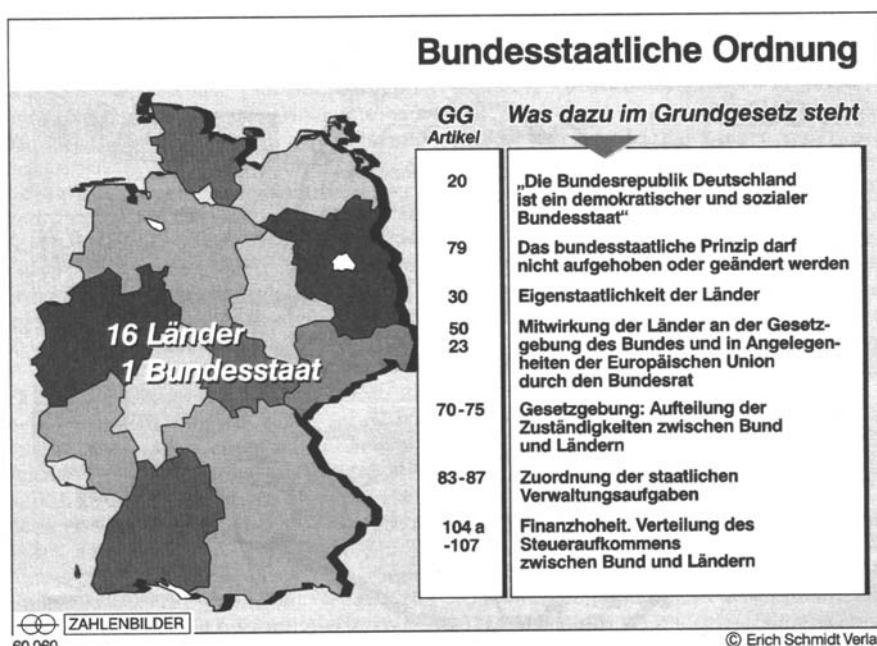 Bundesstaatliche Ordnung
GG
Artikel
Was dazu im Grundgesetz steht
20
„Die Bundesrepublik Deutschland
ist ein demokratischer und sozialer
Bundesstaat“
79
Das bundesstaatliche Prinzip darf
nicht aufgehoben oder geändert werden
30
Eigenstaatlichkeit der Länder
50
23
Mitwirkung der Länder an der Gesetz-
gebung des Bundes und in Angelegen-
heiten der Europäischen Union
durch den Bundesrat
70-75
Gesetzgebung: Aufteilung der
Zuständigkeiten zwischen Bund
und Ländern
83-87
Zuordnung der staatlichen
Verwaltungsaufgaben
104 a
-107
Finanzhoheit. Verteilung des
Steueraufkommens
zwischen Bund und Ländern
16 Länder
1 Bundesstaat
ZAHLENBILDER
© Erich Schmidt Verla